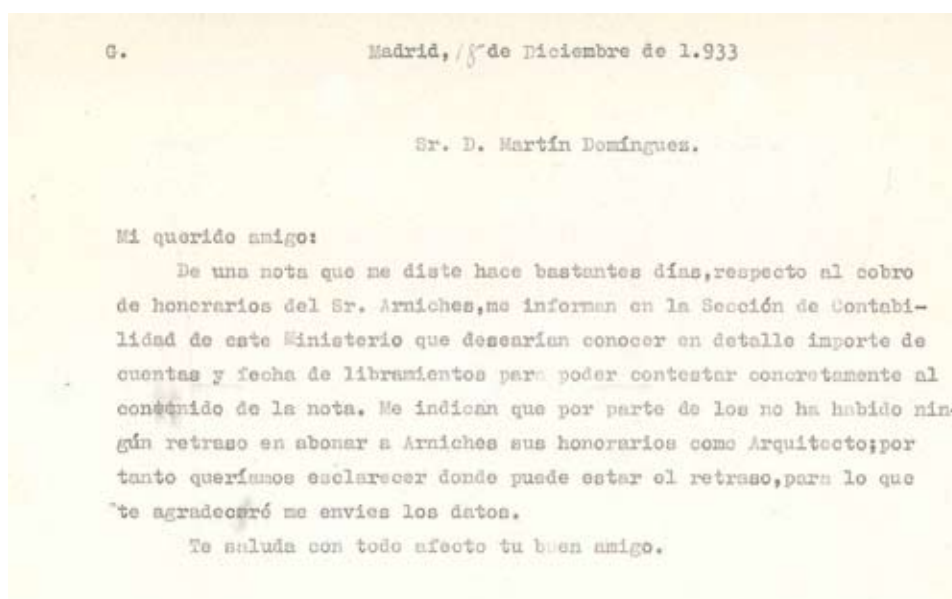 G. Madrid, 18 de Diciembre de 1.933
Sr. D. Martín Domíngues.
Mi querido amigo:
De una nota que me diste hace bastantes días,respecto al cobro
de honorarios del Sr. Arniches,me informan en la Sección de Contabi-
lidad de este Ministerio que desearían conocer en detalle importe de
cuentas y fecha de libramientos para poder contestar concretamente al
contenido de la nota. Me indican que por parte de los no ha habido nin-
gún retraso en abonar a Arniches sus honorarios como Arquitecto;por
tanto queríamos esclarecer donde puede estar el retraso,para lo que
te agradeceré me envies los datos.
Te saluda con todo afecto tu buen amigo.